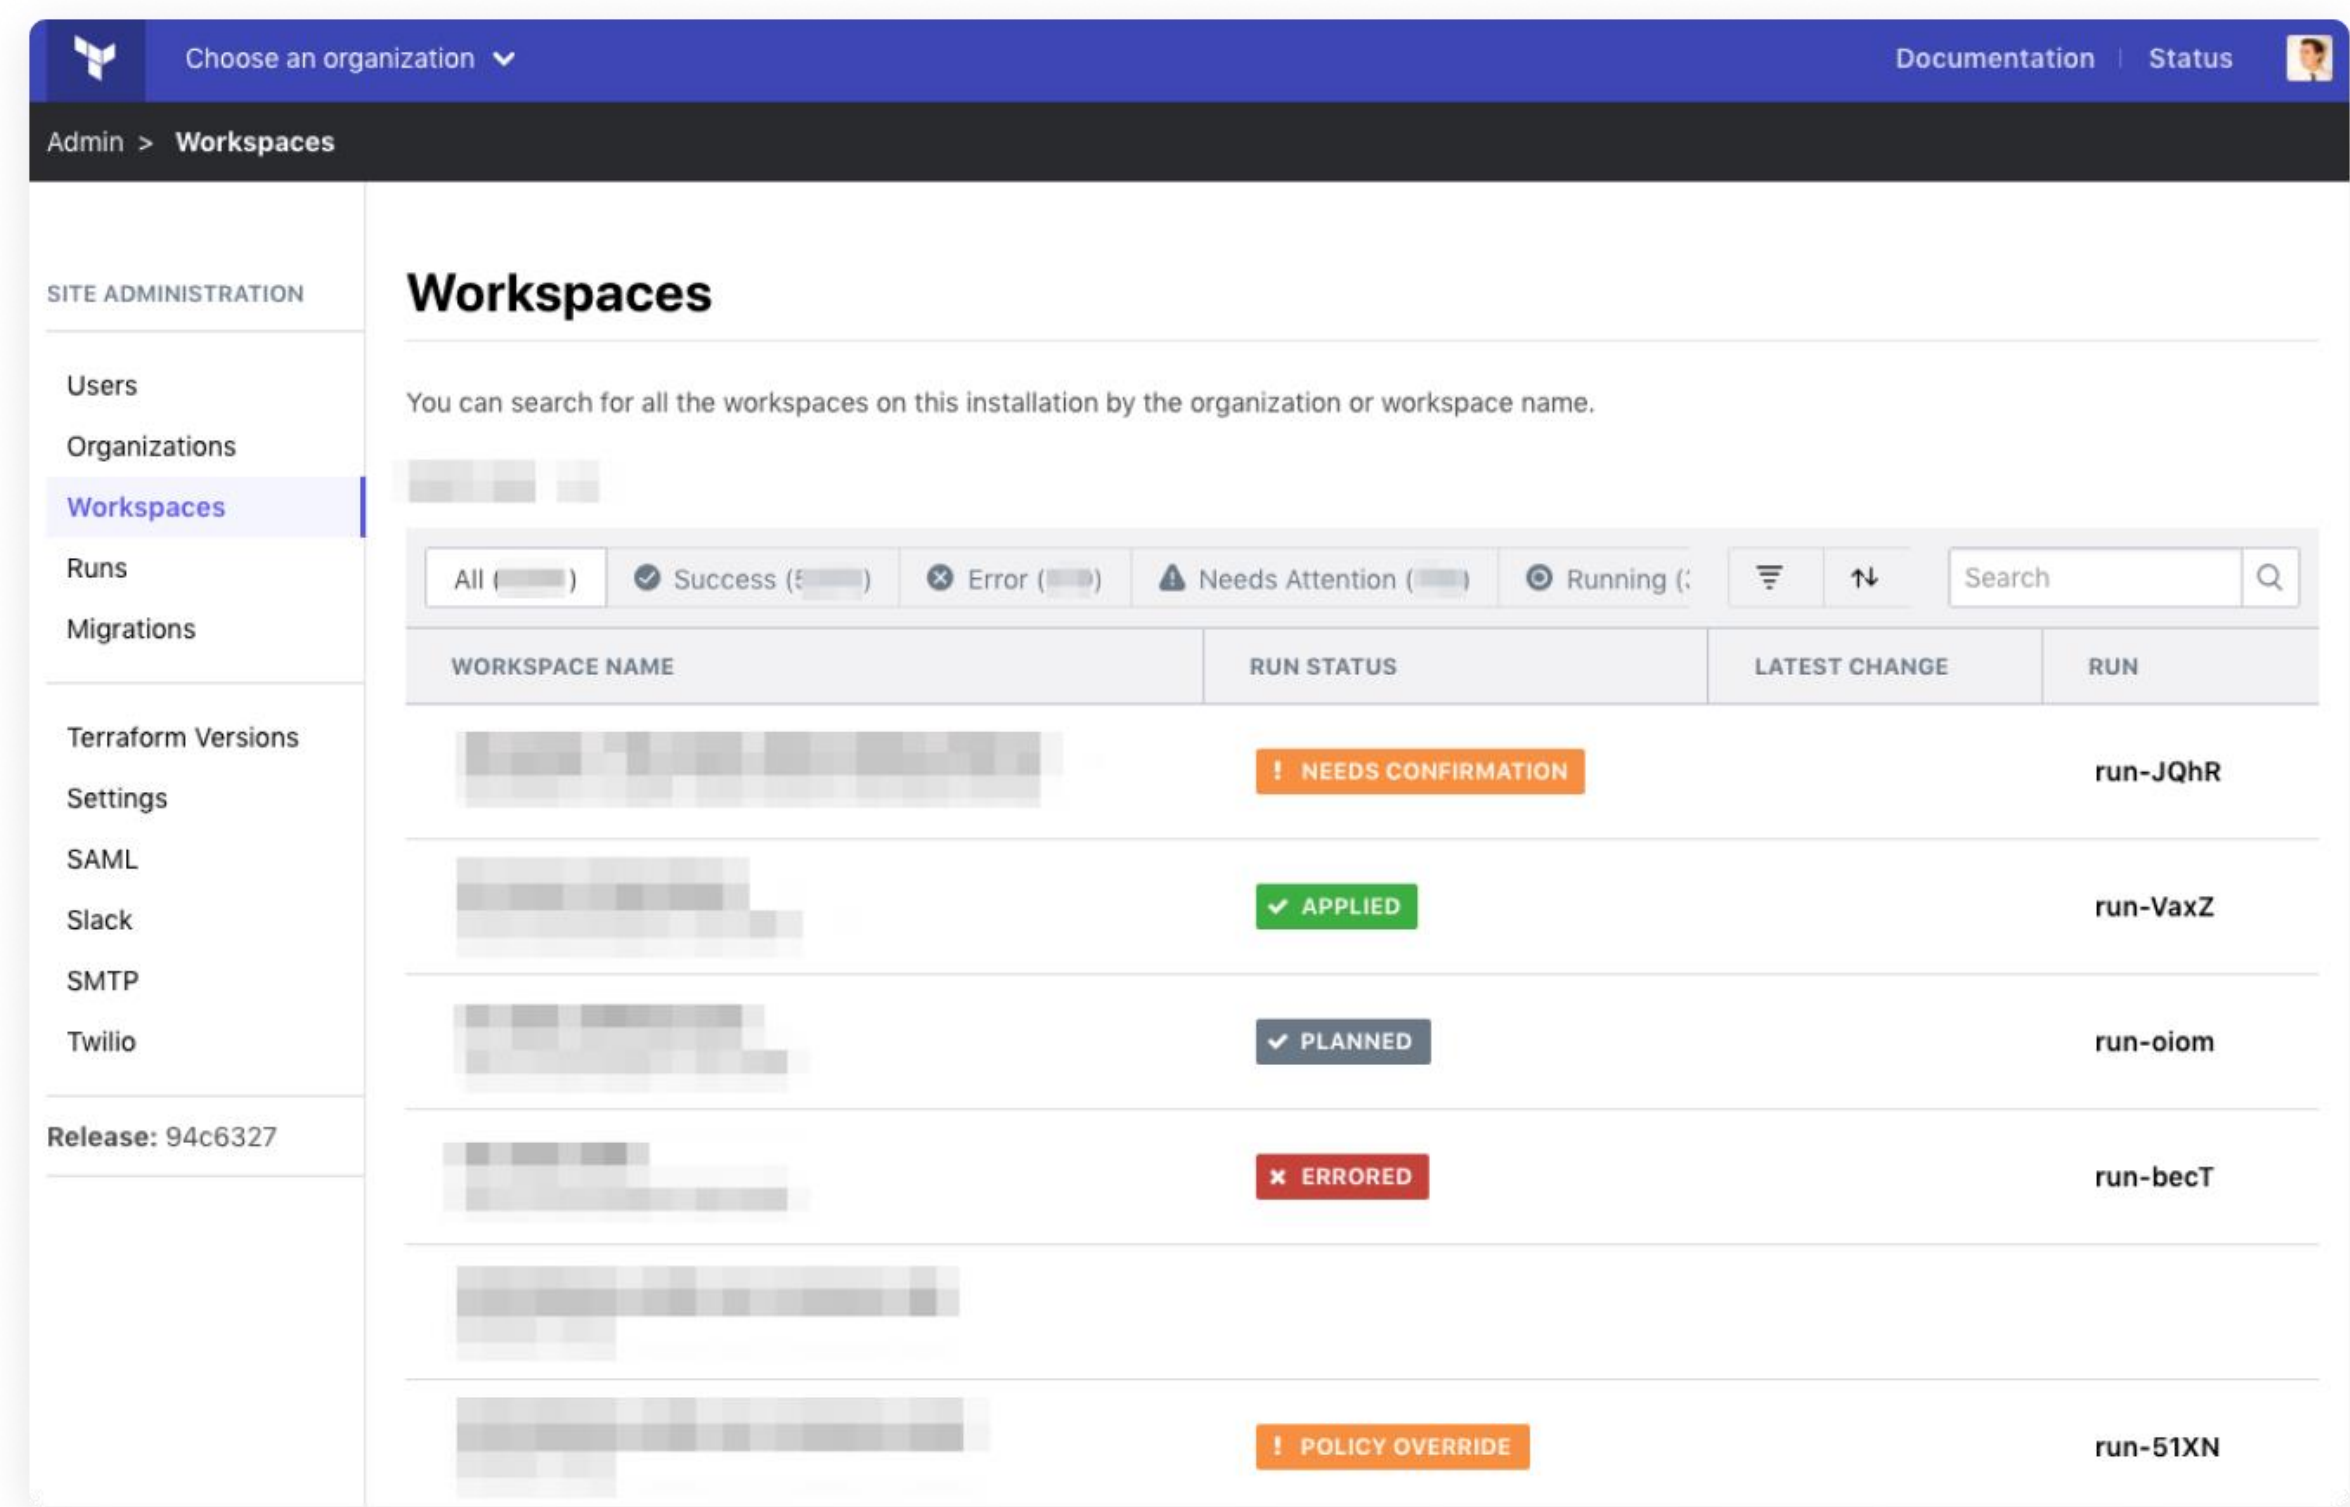 Choose an organization
Documentation | Status
Admin > Workspaces
SITE ADMINISTRATION
Users
Organizations
Workspaces
Runs
Migrations
Terraform Versions
Settings
SAML
Slack
SMTP
Twilio
Release: 94c6327
Workspaces
You can search for all the workspaces on this installation by the organization or workspace name.
All ( ) Success ( ) Error ( ) Needs Attention ( ) Running ( Search
WORKSPACE NAME RUN STATUS LATEST CHANGE RUN
! NEEDS CONFIRMATION run-JQhR
APPLIED run-VaxZ
PLANNED run-oiom
ERRORED run-becT
! POLICY OVERRIDE run-51XN